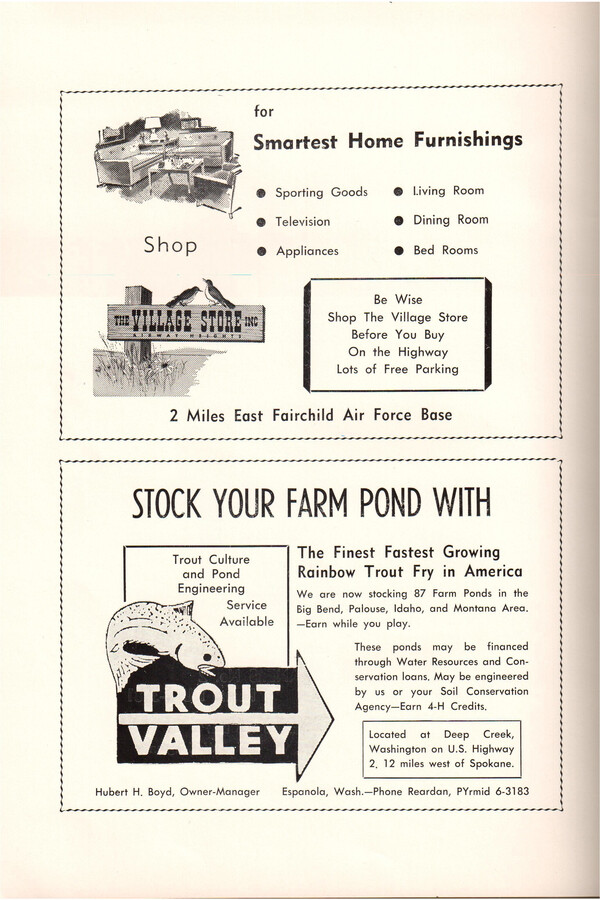 for
Smartest Home Furnishings
Sporting Goods
Living Room
Television
Dining Room
Appliances
Bed Rooms
Shop
THE VILLAGE STORE INC
AIRWAY HEIGHTS
Be Wise
Shop The Village Store
Before You Buy
On the Highway
Lots of Free Parking
2 Miles East Fairchild Air Force Base
STOCK YOUR FARM POND WITH
Trout Culture
and Pond
Engineering
Service
Available
TROUT
VALLEY
The Finest Fastest Growing
Rainbow Trout Fry in America
We are now stocking 87 Farm Ponds in the
Big Bend, Palouse, Idaho, and Montana Area.
—Earn while you play.
These ponds may be financed
through Water Resources and Con-
servation loans. May be engineered
by us or your Soil Conservation
Agency—Earn 4-H Credits.
Located at Deep Creek,
Washington on U.S. Highway
2, 12 miles west of Spokane.
Hubert H. Boyd, Owner-Manager Espanola, Wash.—Phone Reardan, PYrmid 6-3183